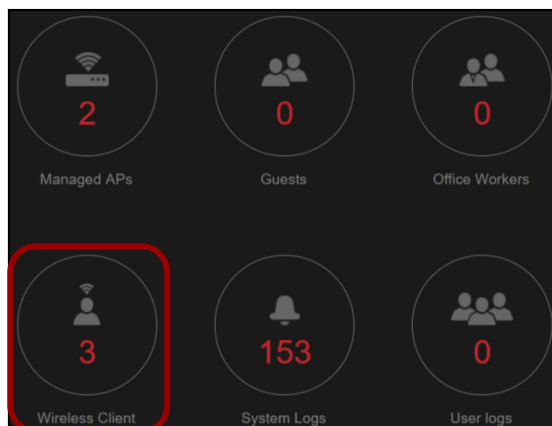 2
0
0
Managed APs
Guests
Office Workers
3
153
0
Wireless Client
System Logs
User logs